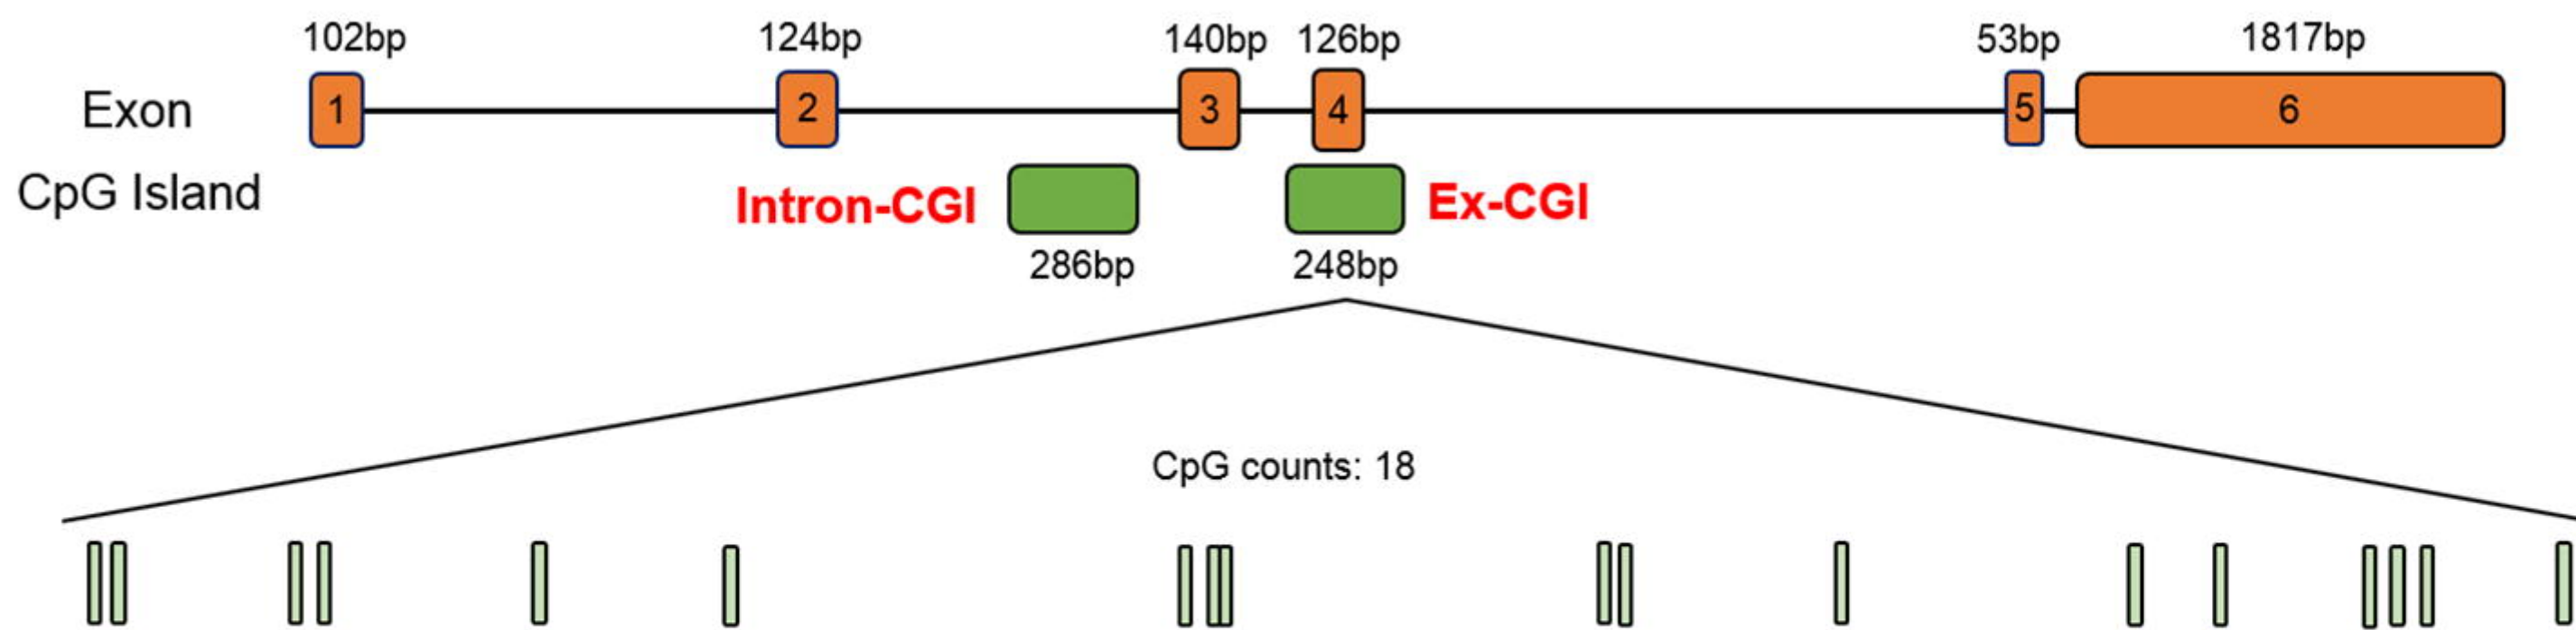 102bp 124bp 140bp 126bp 53bp 1817bp
Exon 1 2 3 4 5 6
CpG Island Intron-CGI Ex-CGI
286bp 248bp
CpG counts: 18